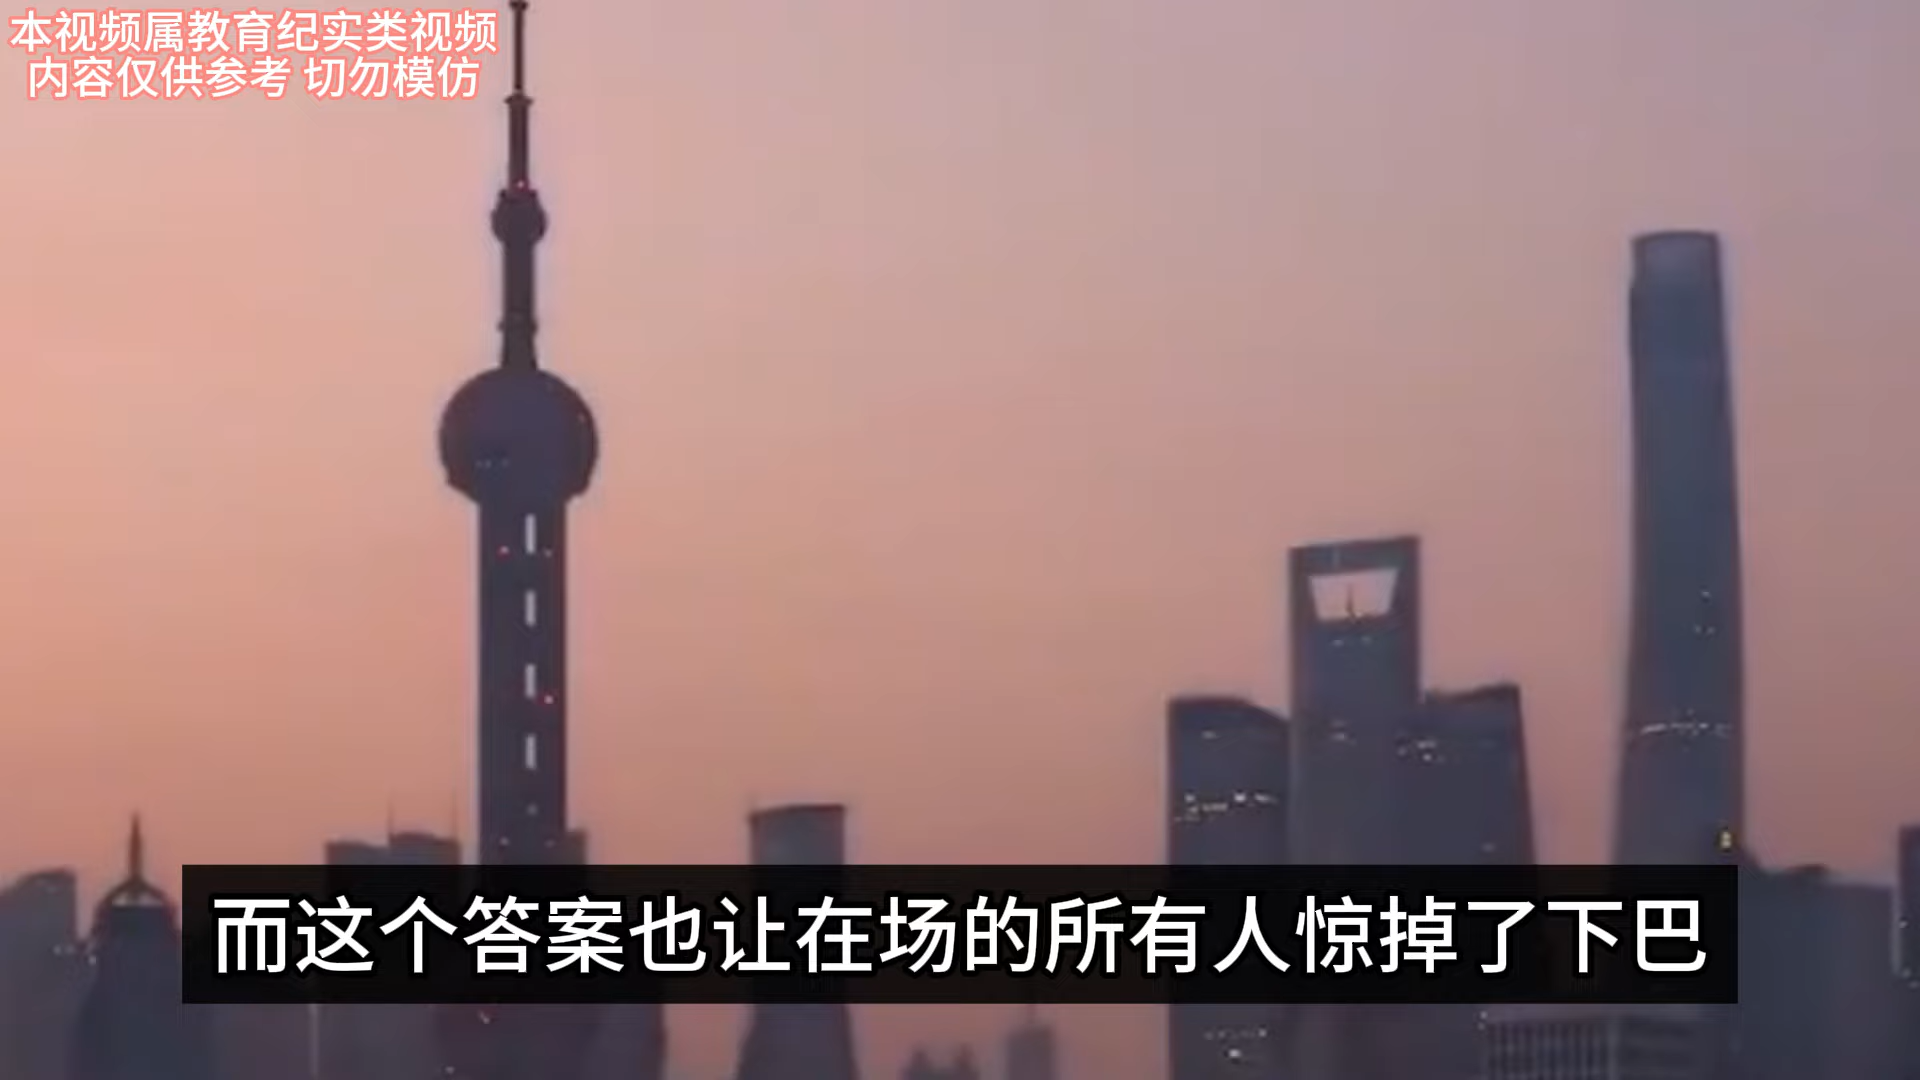 本视频属教育纪实类视频
内容仅供参考 切勿模仿
而这个答案也让在场的所有人惊掉了下巴